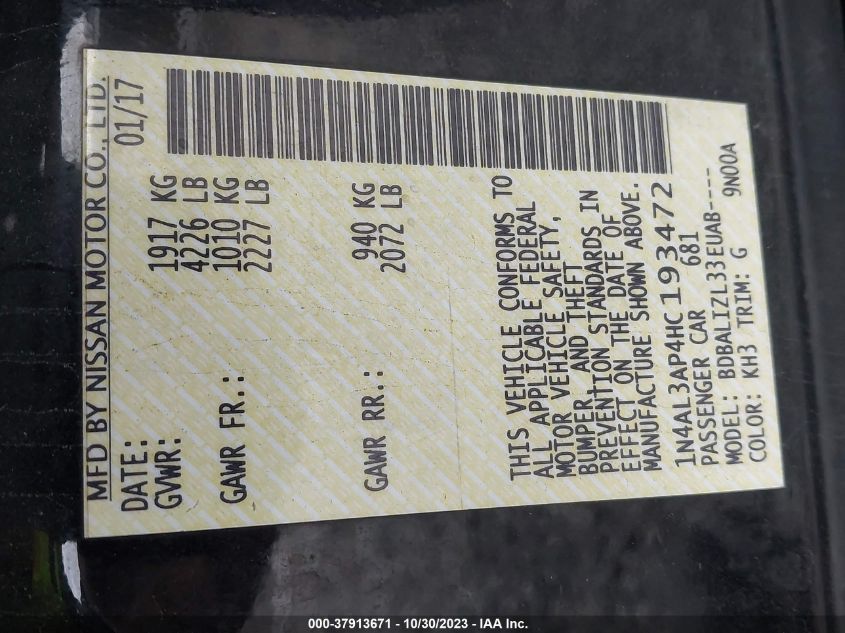 MFD BY NISSAN MOTOR CO., LTD.
DATE: 01/17
GVWR: 1917 KG
4226 LB
GAWR FR.: 1010 KG
2227 LB
GAWR RR.: 940 KG
2072 LB
THIS VEHICLE CONFORMS TO
ALL APPLICABLE FEDERAL
MOTOR VEHICLE SAFETY,
BUMPER, AND THEFT
PREVENTION STANDARDS IN
EFFECT ON THE DATE OF
MANUFACTURE SHOWN ABOVE.
1N4AL3AP4HC193472
PASSENGER CAR 681
MODEL: BDBALIZL33EUAB----
COLOR: KH3 TRIM: G 9N00A
000-37913671 - 10/30/2023 - IAA Inc.